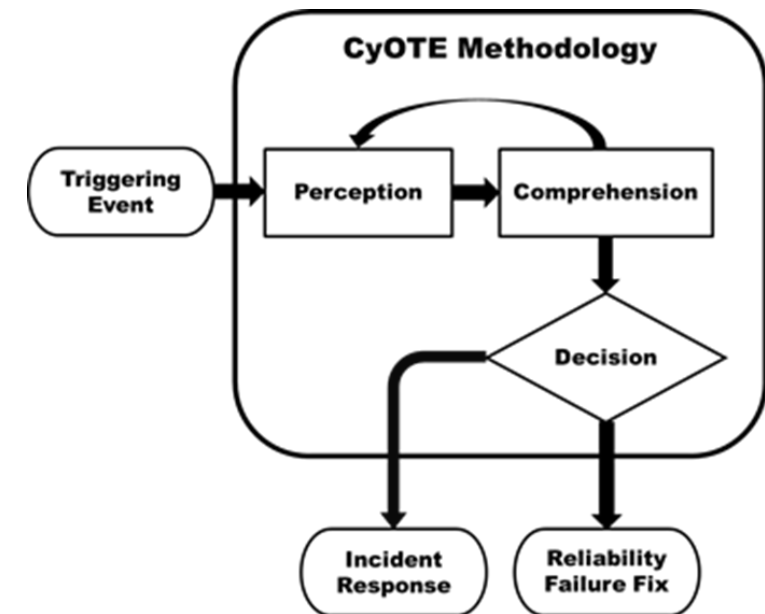 CyOTE Methodology
Triggering
Event
Perception
Comprehension
Decision
Incident
Response
Reliability
Failure Fix